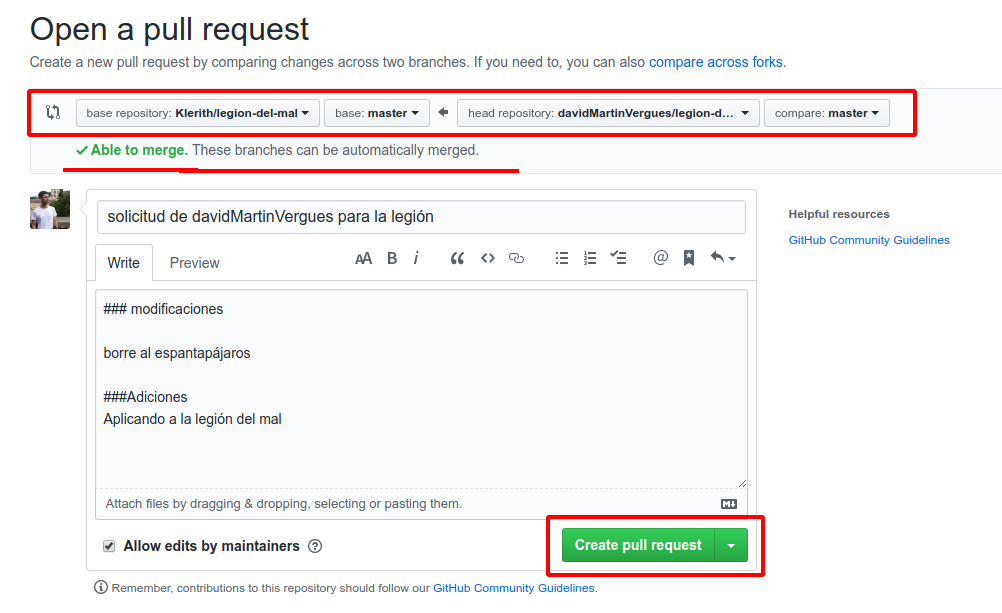 Open a pull request
Create a new pull request by comparing changes across two branches. If you need to, you can also compare across forks.
base repository: Klerith/legion-del-mal base: master head repository: davidMartinVergues/legion-d... compare: master
Able to merge. These branches can be automatically merged.
solicitud de davidMartinVergues para la legión
Helpful resources
GitHub Community Guidelines
Write Preview AA B i
### modificaciones
borre al espantapájaros
###Adiciones
Aplicando a la legión del mal
Attach files by dragging & dropping, selecting or pasting them.
Allow edits by maintainers
Create pull request
Remember, contributions to this repository should follow our GitHub Community Guidelines.